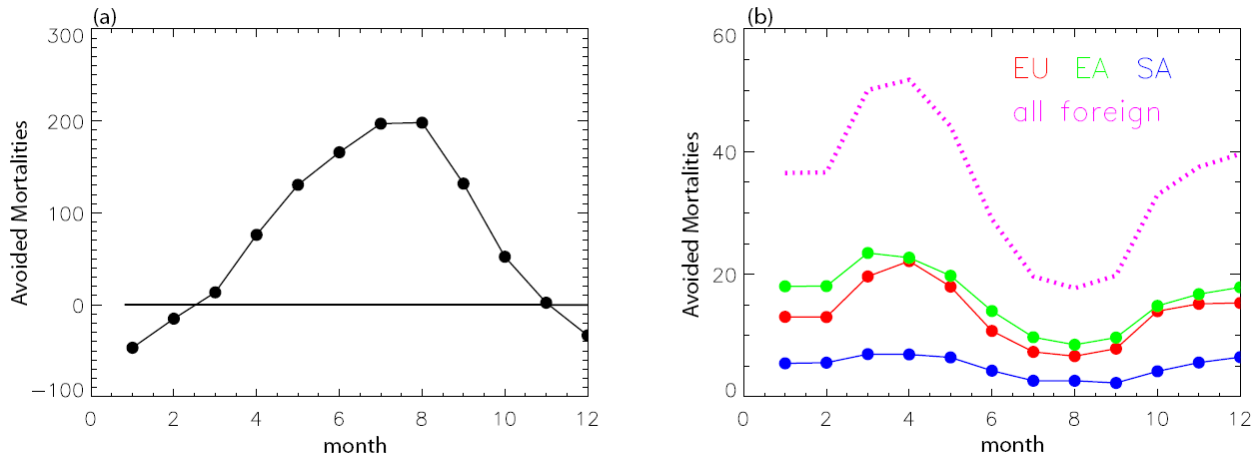 (a)
300
200
100
0
−100
Avoided Mortalities
0 2 4 6 8 10 12
month
(b)
60
40
20
0
Avoided Mortalities
EU EA SA
all foreign
0 2 4 6 8 10 12
month